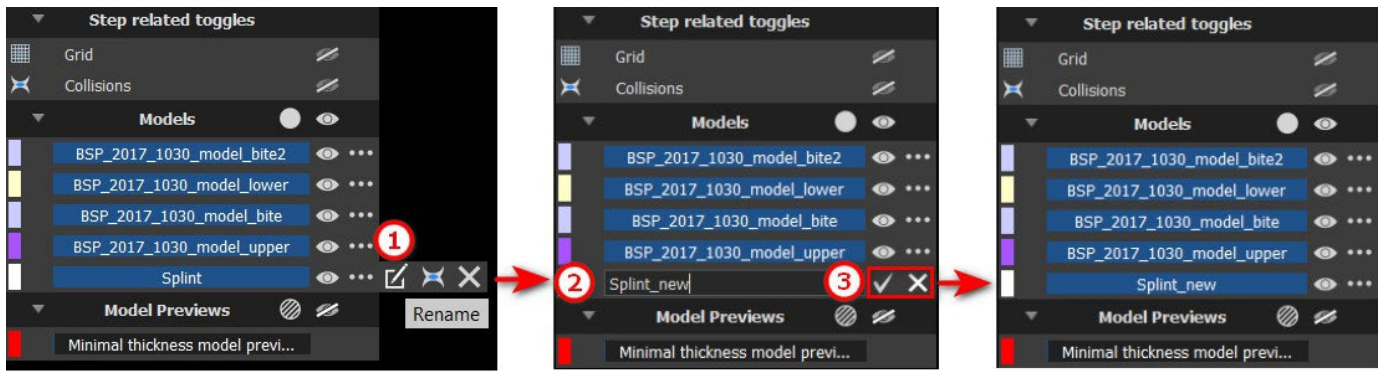 Step related toggles
Grid
Collisions
Models
BSP_2017_1030_model_bite2
BSP_2017_1030_model_lower
BSP_2017_1030_model_bite
BSP_2017_1030_model_upper
1
Splint
Model Previews
Rename
Minimal thickness model previ...
Step related toggles
Grid
Collisions
Models
BSP_2017_1030_model_bite2
BSP_2017_1030_model_lower
BSP_2017_1030_model_bite
BSP_2017_1030_model_upper
2
Splint_new
3
Model Previews
Minimal thickness model previ...
Step related toggles
Grid
Collisions
Models
BSP_2017_1030_model_bite2
BSP_2017_1030_model_lower
BSP_2017_1030_model_bite
BSP_2017_1030_model_upper
Splint_new
Model Previews
Minimal thickness model previ...